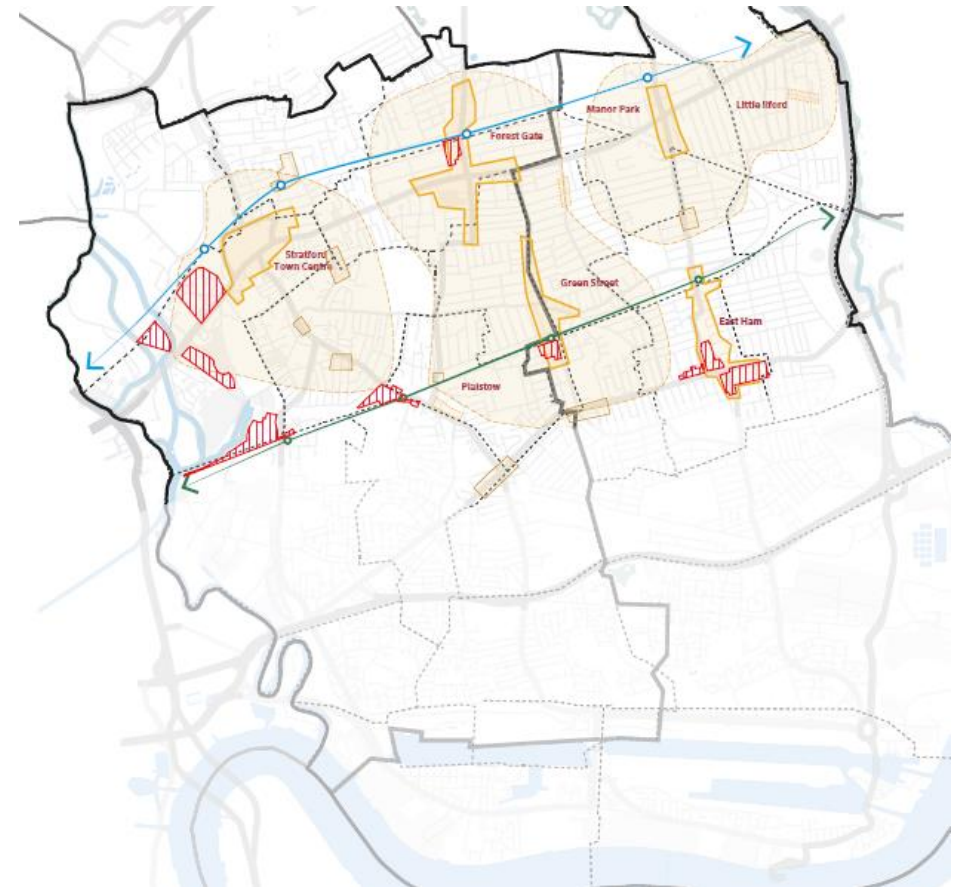 Manor Park
Little Ilford
Forest Gate
Stratford
Town Centre
Green Street
East Ham
Plaistow